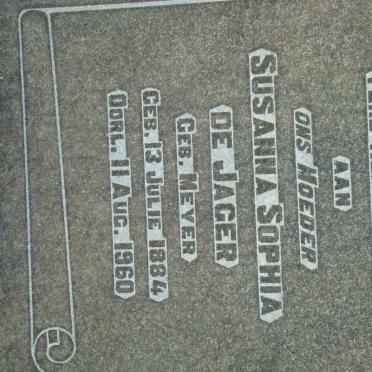 AAN
ONS MOEDER
SUSANNA SOPHIA
DE JAGER
GEB. MEYER
GEB. 13 JULIE 1884
OORL. 11 AUG. 1960